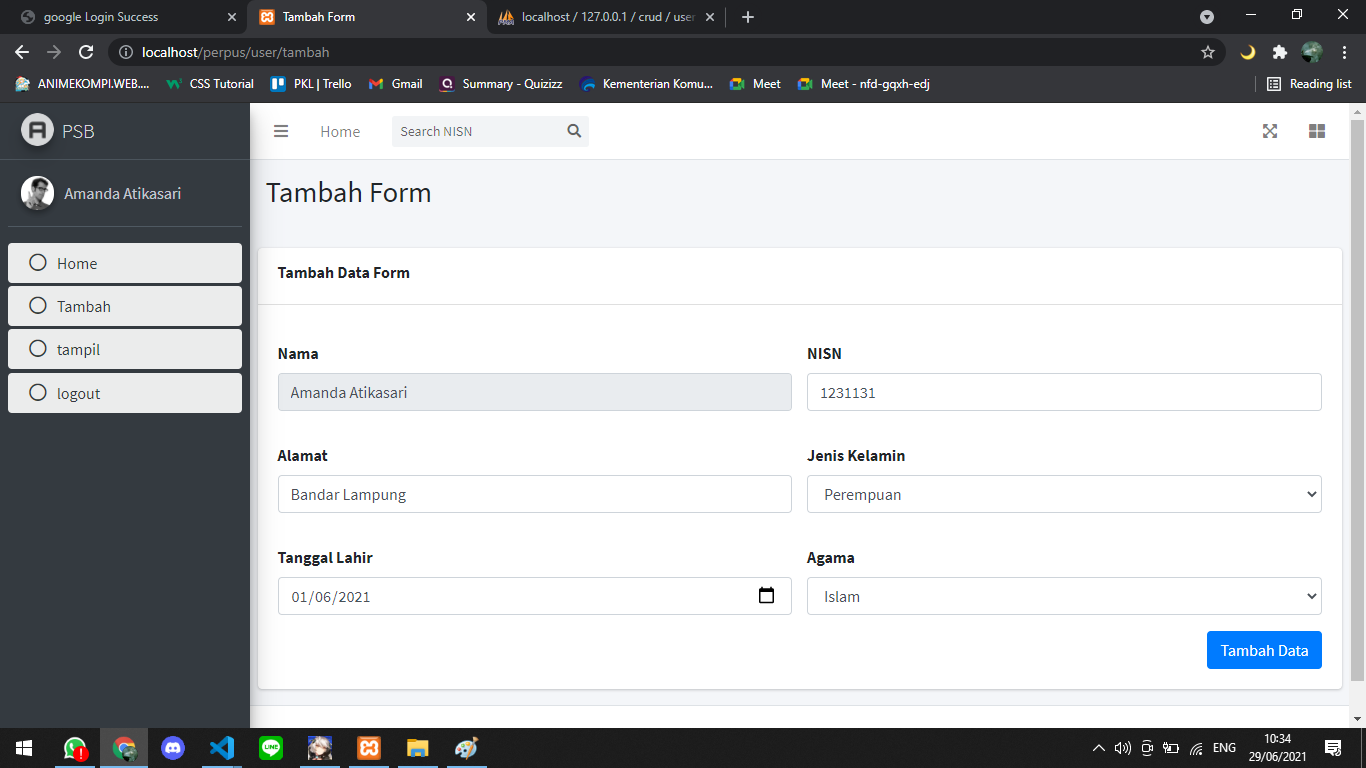 google Login Success
Tambah Form
localhost / 127.0.0.1 / crud / user
localhost/perpus/user/tambah
ANIMEKOMPI.WEB....
CSS Tutorial
PKL | Trello
Gmail
Summary - Quizizz
Kementerian Komu...
Meet
Meet - nfd-gqxh-edj
Reading list
PSB
Home
Search NISN
Amanda Atikasari
Home
Tambah
tampil
logout
Tambah Form
Tambah Data Form
Nama
NISN
Amanda Atikasari
1231131
Alamat
Jenis Kelamin
Bandar Lampung
Perempuan
Tanggal Lahir
Agama
01/06/2021
Islam
Tambah Data
LINE
ENG
10:34
29/06/2021